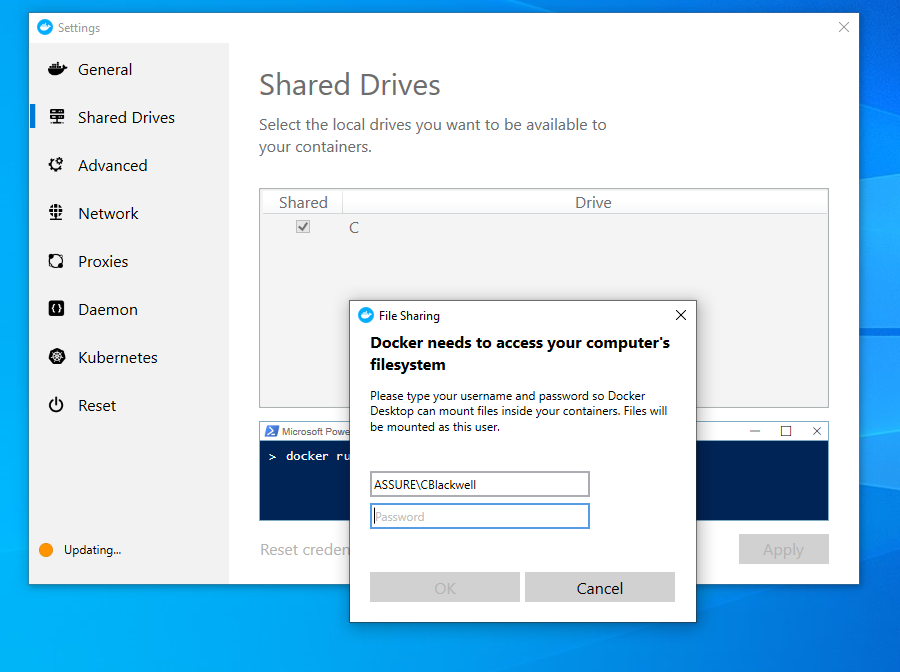 Settings
General
Shared Drives
Advanced
Network
Proxies
Daemon
Kubernetes
Reset
Updating...
Shared Drives
Select the local drives you want to be available to
your containers.
Shared Drive
C
Microsoft
> docker
Reset
Apply
File Sharing
Docker needs to access your computer's
filesystem
Please type your username and password so Docker
Desktop can mount files inside your containers. Files will
be mounted as this user.
ASSURE\CBlackwell
Password
OK Cancel